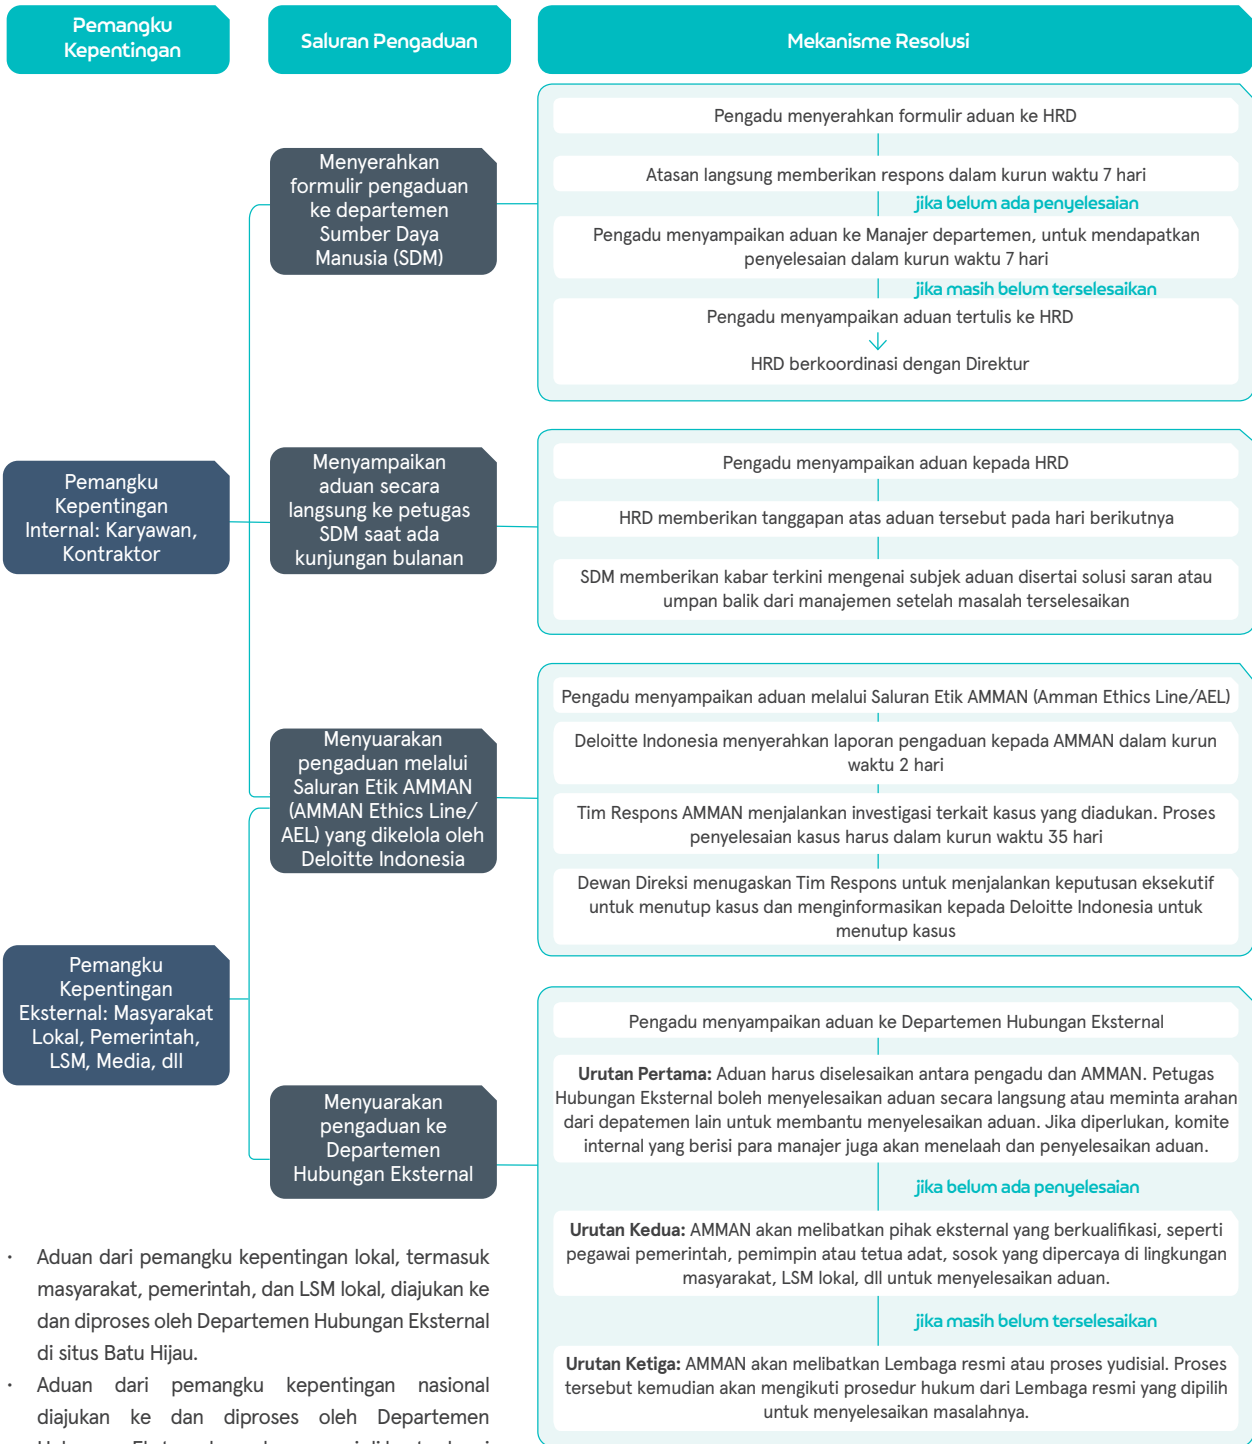 Pemangku
Kepentingan
Saluran Pengaduan
Mekanisme Resolusi
Pemangku
Kepentingan
Internal: Karyawan,
Kontraktor
Menyerahkan
formulir pengaduan
ke departemen
Sumber Daya
Manusia (SDM)
Pengadu menyerahkan formulir aduan ke HRD
Atasan langsung memberikan respons dalam kurun waktu 7 hari
jika belum ada penyelesaian
Pengadu menyampaikan aduan ke Manajer departemen, untuk mendapatkan
penyelesaian dalam kurun waktu 7 hari
jika masih belum terselesaikan
Pengadu menyampaikan aduan tertulis ke HRD
HRD berkoordinasi dengan Direktur
Menyampaikan
aduan secara
langsung ke petugas
SDM saat ada
kunjungan bulanan
Pengadu menyampaikan aduan kepada HRD
HRD memberikan tanggapan atas aduan tersebut pada hari berikutnya
SDM memberikan kabar terkini mengenai subjek aduan disertai solusi saran atau
umpan balik dari manajemen setelah masalah terselesaikan
Menyuarakan
pengaduan melalui
Saluran Etik AMMAN
(AMMAN Ethics Line/
AEL) yang dikelola oleh
Deloitte Indonesia
Pengadu menyampaikan aduan melalui Saluran Etik AMMAN (Amman Ethics Line/AEL)
Deloitte Indonesia menyerahkan laporan pengaduan kepada AMMAN dalam kurun
waktu 2 hari
Tim Respons AMMAN menjalankan investigasi terkait kasus yang diadukan. Proses
penyelesaian kasus harus dalam kurun waktu 35 hari
Dewan Direksi menugaskan Tim Respons untuk menjalankan keputusan eksekutif
untuk menutup kasus dan menginformasikan kepada Deloitte Indonesia untuk
menutup kasus
Pemangku
Kepentingan
Eksternal: Masyarakat
Lokal, Pemerintah,
LSM, Media, dll
Menyuarakan
pengaduan ke
Departemen
Hubungan Eksternal
Pengadu menyampaikan aduan ke Departemen Hubungan Eksternal
Urutan Pertama: Aduan harus diselesaikan antara pengadu dan AMMAN. Petugas
Hubungan Eksternal boleh menyelesaikan aduan secara langsung atau meminta arahan
dari depatemen lain untuk membantu menyelesaikan aduan. Jika diperlukan, komite
internal yang berisi para manajer juga akan menelaah dan penyelesaikan aduan.
jika belum ada penyelesaian
Urutan Kedua: AMMAN akan melibatkan pihak eksternal yang berkualifikasi, seperti
pegawai pemerintah, pemimpin atau tetua adat, sosok yang dipercaya di lingkungan
masyarakat, LSM lokal, dll untuk menyelesaikan aduan.
jika masih belum terselesaikan
Urutan Ketiga: AMMAN akan melibatkan Lembaga resmi atau proses yudisial. Proses
tersebut kemudian akan mengikuti prosedur hukum dari Lembaga resmi yang dipilih
untuk menyelesaikan masalahnya.
• Aduan dari pemangku kepentingan lokal, termasuk
masyarakat, pemerintah, dan LSM lokal, diajukan ke
dan diproses oleh Departemen Hubungan Eksternal
di situs Batu Hijau.
• Aduan dari pemangku kepentingan nasional
diajukan ke dan diproses oleh Departemen